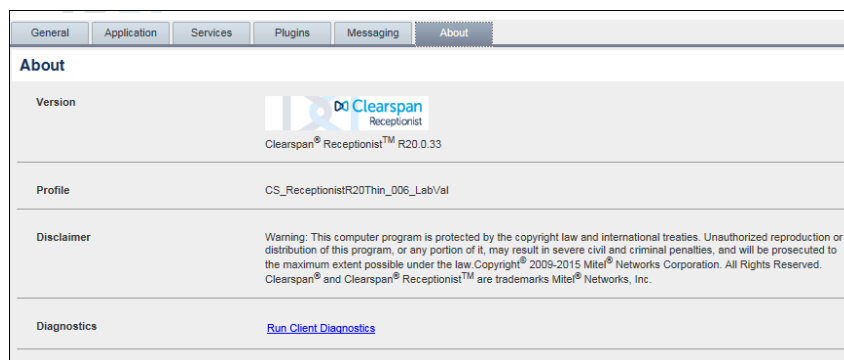 General Application Services Plugins Messaging About
About
Version
Clearspan
Receptionist
Clearspan® Receptionist™ R20.0.33
Profile CS_ReceptionistR20Thin_006_LabVal
Disclaimer Warning: This computer program is protected by the copyright law and international treaties. Unauthorized reproduction or
distribution of this program, or any portion of it, may result in severe civil and criminal penalties, and will be prosecuted to
the maximum extent possible under the law.Copyright® 2009-2015 Mitel® Networks Corporation. All Rights Reserved.
Clearspan® and Clearspan® Receptionist™ are trademarks Mitel® Networks, Inc.
Diagnostics Run Client Diagnostics